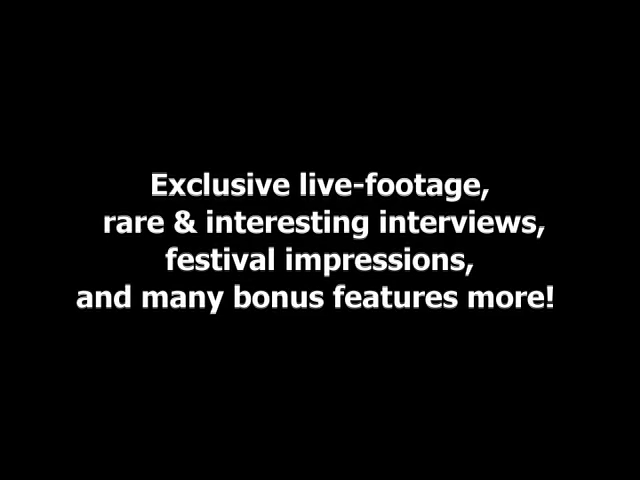 Exclusive live-footage,
rare & interesting interviews,
festival impressions,
and many bonus features more!